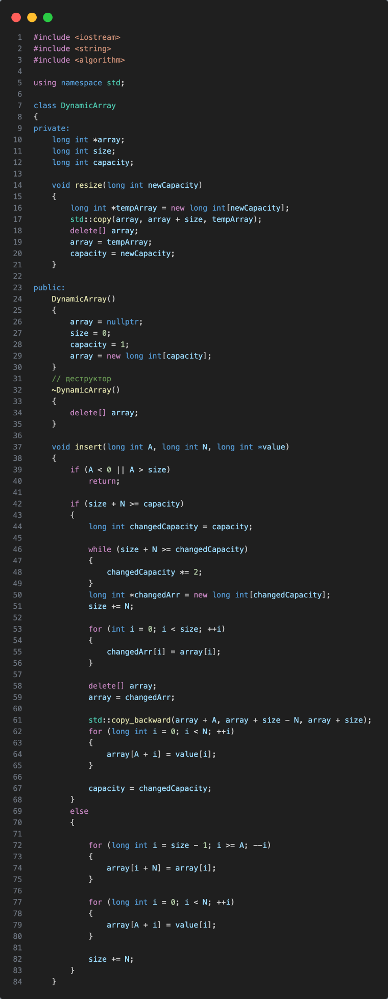 1 #include <iostream>
2 #include <string>
3 #include <algorithm>
4
5 using namespace std;
6
7 class DynamicArray
8 {
9 private:
10     long int *array;
11     long int size;
12     long int capacity;
13
14     void resize(long int newCapacity)
15     {
16         long int *tempArray = new long int[newCapacity];
17         std::copy(array, array + size, tempArray);
18         delete[] array;
19         array = tempArray;
20         capacity = newCapacity;
21     }
22
23 public:
24     DynamicArray()
25     {
26         array = nullptr;
27         size = 0;
28         capacity = 1;
29         array = new long int[capacity];
30     }
31     // деструктор
32     ~DynamicArray()
33     {
34         delete[] array;
35     }
36
37     void insert(long int A, long int N, long int *value)
38     {
39         if (A < 0 || A > size)
40             return;
41
42         if (size + N >= capacity)
43         {
44             long int changedCapacity = capacity;
45
46             while (size + N >= changedCapacity)
47             {
48                 changedCapacity *= 2;
49             }
50             long int *changedArr = new long int[changedCapacity];
51             size += N;
52
53             for (int i = 0; i < size; ++i)
54             {
55                 changedArr[i] = array[i];
56             }
57
58             delete[] array;
59             array = changedArr;
60
61             std::copy_backward(array + A, array + size - N, array + size);
62             for (long int i = 0; i < N; ++i)
63             {
64                 array[A + i] = value[i];
65             }
66
67             capacity = changedCapacity;
68         }
69         else
70         {
71
72             for (long int i = size - 1; i >= A; --i)
73             {
74                 array[i + N] = array[i];
75             }
76
77             for (long int i = 0; i < N; ++i)
78             {
79                 array[A + i] = value[i];
80             }
81
82             size += N;
83         }
84     }